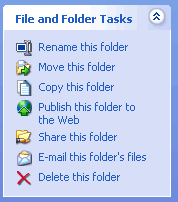 File and Folder Tasks
Rename this folder
Move this folder
Copy this folder
Publish this folder to
the Web
Share this folder
E-mail this folder's files
Delete this folder